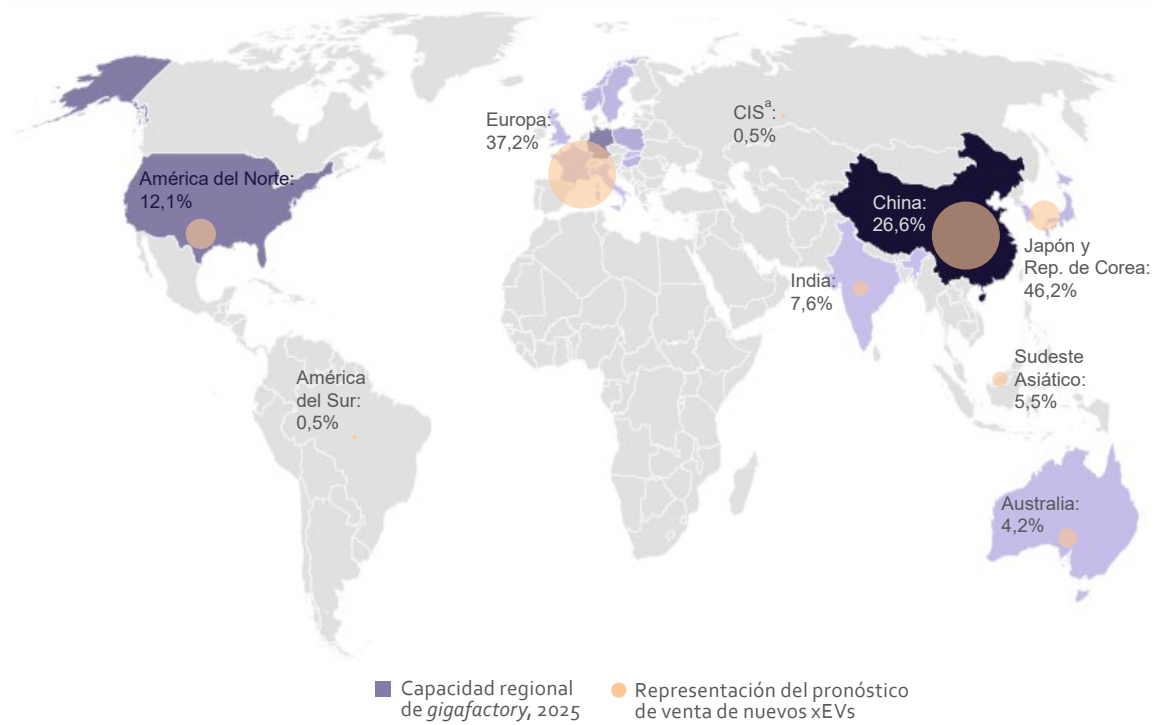 Europa:
37,2%
CISª:
0,5%
América del Norte:
12,1%
China:
26,6%
Japón y
Rep. de Corea:
46,2%
India:
7,6%
América
del Sur:
0,5%
Sudeste
Asiático:
5,5%
Australia:
4,2%
Capacidad regional
de gigafactory, 2025
Representación del pronóstico
de venta de nuevos xEVs